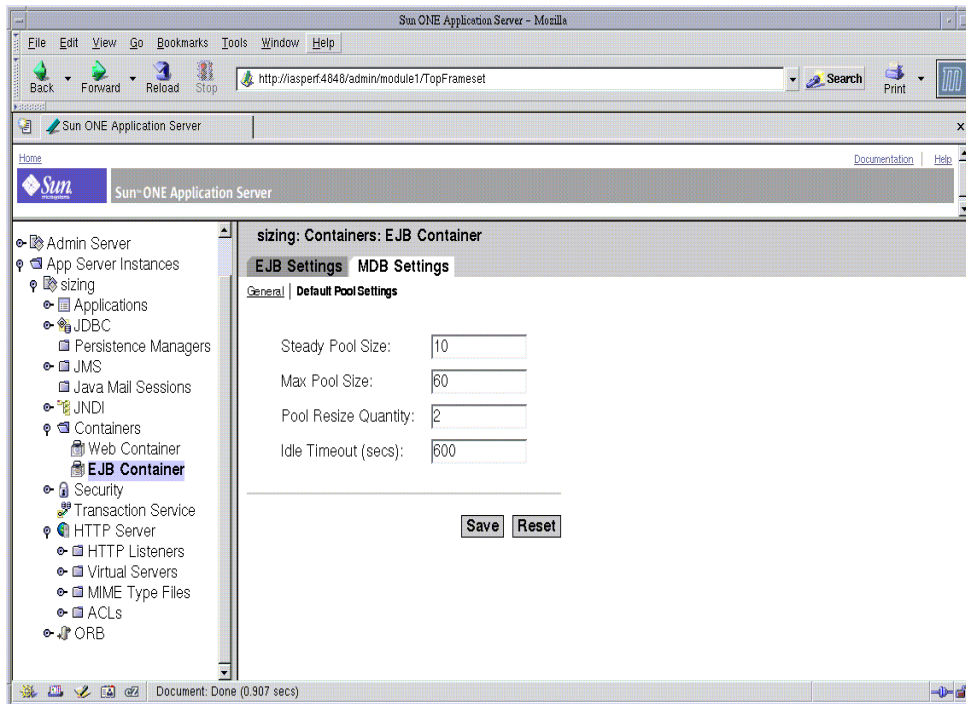 Sun ONE Application Server - Mozilla
File Edit View Go Bookmarks Tools Window Help
Back Forward Reload Stop http://iasperf:4848/admin/module1/TopFrameset Search Print
Sun ONE Application Server
Home Documentation Help
Sun microsystems Sun™ ONE Application Server
Admin Server
App Server Instances
sizing
Applications
JDBC
Persistence Managers
JMS
Java Mail Sessions
JNDI
Containers
Web Container
EJB Container
Security
Transaction Service
HTTP Server
HTTP Listeners
Virtual Servers
MIME Type Files
ACLs
ORB
sizing: Containers: EJB Container
EJB Settings MDB Settings
General | Default Pool Settings
Steady Pool Size: 10
Max Pool Size: 60
Pool Resize Quantity: 2
Idle Timeout (secs): 600
Save Reset
Document: Done (0.907 secs)